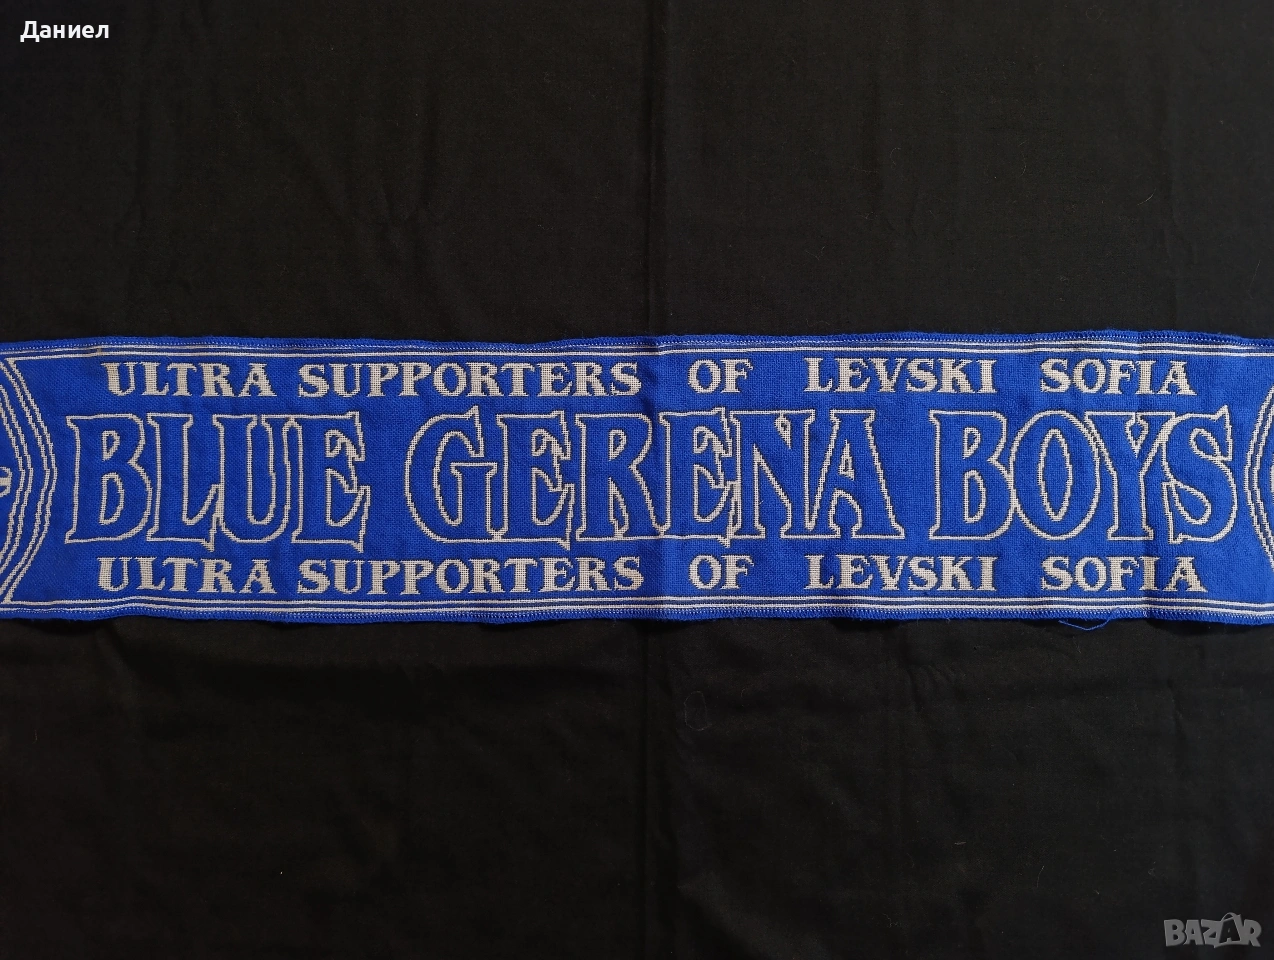 Даниел
ULTRA SUPPORTERS OF LEVSKI SOFIA
BLUE GERENA BOYS
ULTRA SUPPORTERS OF LEVSKI SOFIA
BAZAR